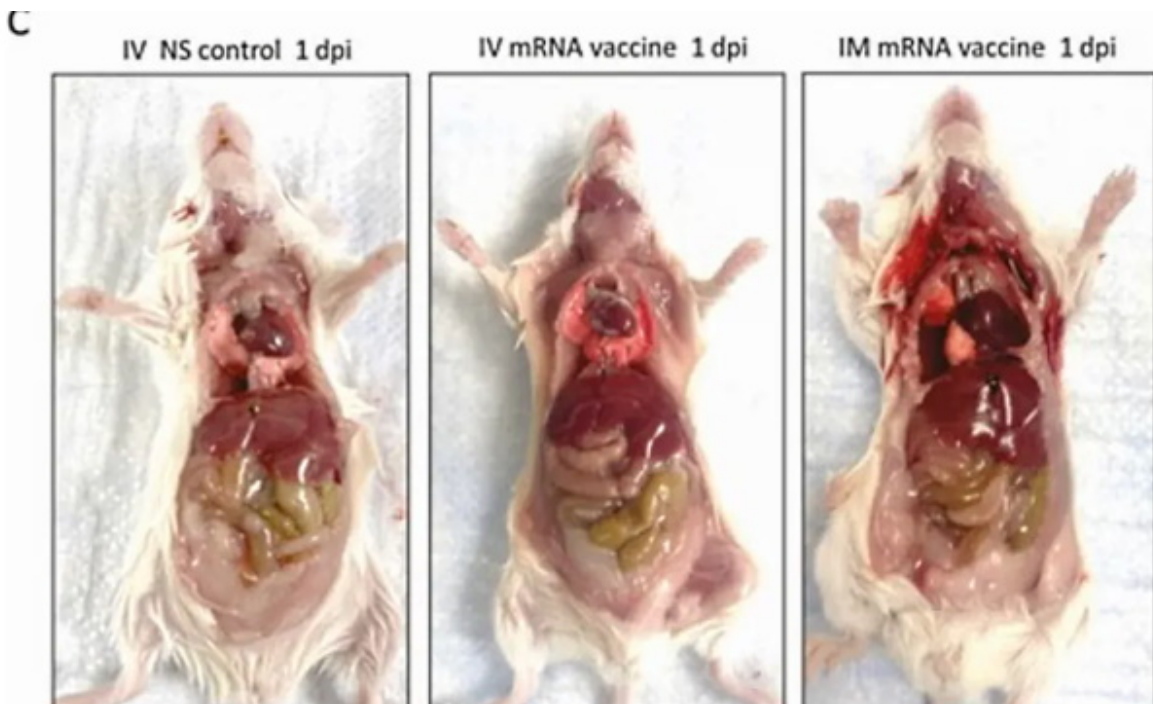 C
IV NS control 1 dpi
IV mRNA vaccine 1 dpi
IM mRNA vaccine 1 dpi